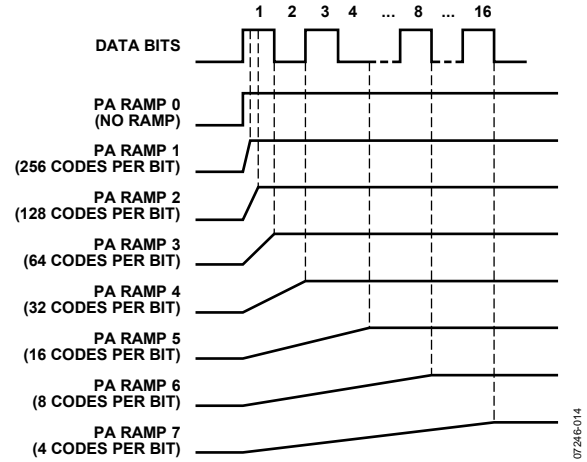 1 2 3 4 ... 8 ... 16
DATA BITS
PA RAMP 0
(NO RAMP)
PA RAMP 1
(256 CODES PER BIT)
PA RAMP 2
(128 CODES PER BIT)
PA RAMP 3
(64 CODES PER BIT)
PA RAMP 4
(32 CODES PER BIT)
PA RAMP 5
(16 CODES PER BIT)
PA RAMP 6
(8 CODES PER BIT)
PA RAMP 7
(4 CODES PER BIT)
07246-014